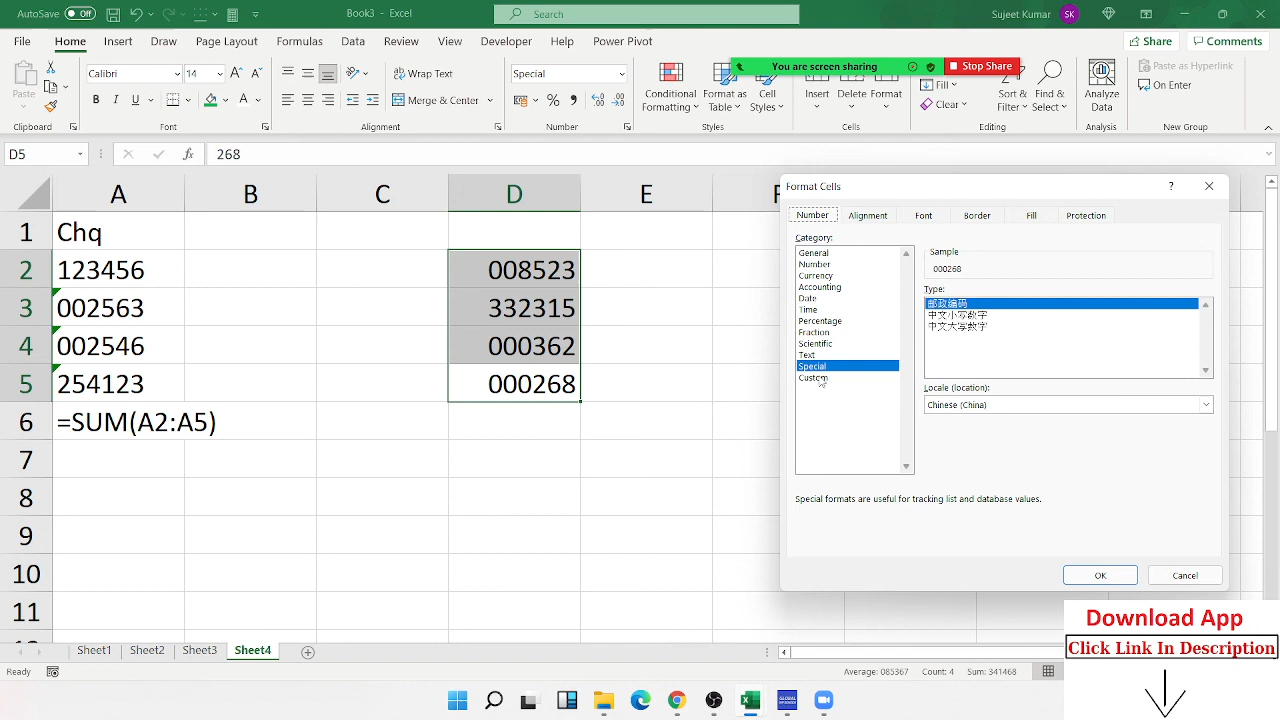 AutoSave Off Book3 - Excel Search Sujeet Kumar SK
File Home Insert Draw Page Layout Formulas Data Review View Developer Help Power Pivot Share Comments
You are screen sharing Stop Share
Paste Calibri 14 Wrap Text Special Conditional Formatting Format as Table Cell Styles Insert Delete Format Fill Sort & Filter Find & Select Analyze Data Paste as Hyperlink
B I U Merge & Center Clear On Enter
Clipboard Font Alignment Number Styles Cells Editing Analysis New Group
D5 fx 268
A B C D E
1 Chq
2 123456 008523
3 002563 332315
4 002546 000362
5 254123 000268
6 =SUM(A2:A5)
7
8
9
10
11
Format Cells
Number Alignment Font Border Fill Protection
Category:
General
Number
Currency
Accounting
Date
Time
Percentage
Fraction
Scientific
Text
Special
Custom
Sample
000268
Type:
邮政编码
中文小写数字
中文大写数字
Locale (location):
Chinese (China)
Special formats are useful for tracking list and database values.
OK Cancel
Sheet1 Sheet2 Sheet3 Sheet4
Ready Average: 085367 Count: 4 Sum: 341468
Download App
Click Link In Description